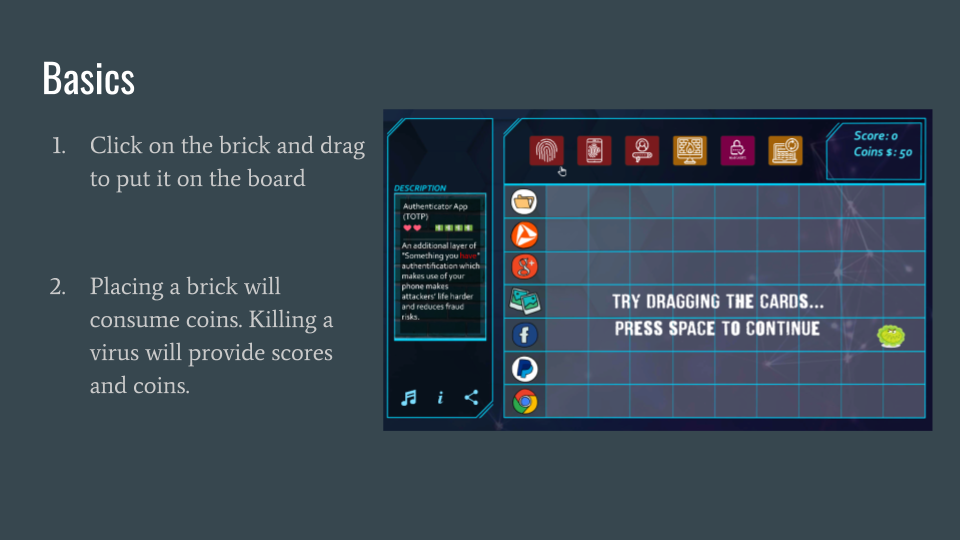 Basics
1. Click on the brick and drag
to put it on the board
2. Placing a brick will
consume coins. Killing a
virus will provide scores
and coins.
Score: 0
Coins $: 50
DESCRIPTION
Authenticator App
(TOTP)
An additional layer of
"Something you have"
authentification which
makes use of your
phone makes
attackers' life harder
and reduces fraud
risks.
TRY DRAGGING THE CARDS...
PRESS SPACE TO CONTINUE